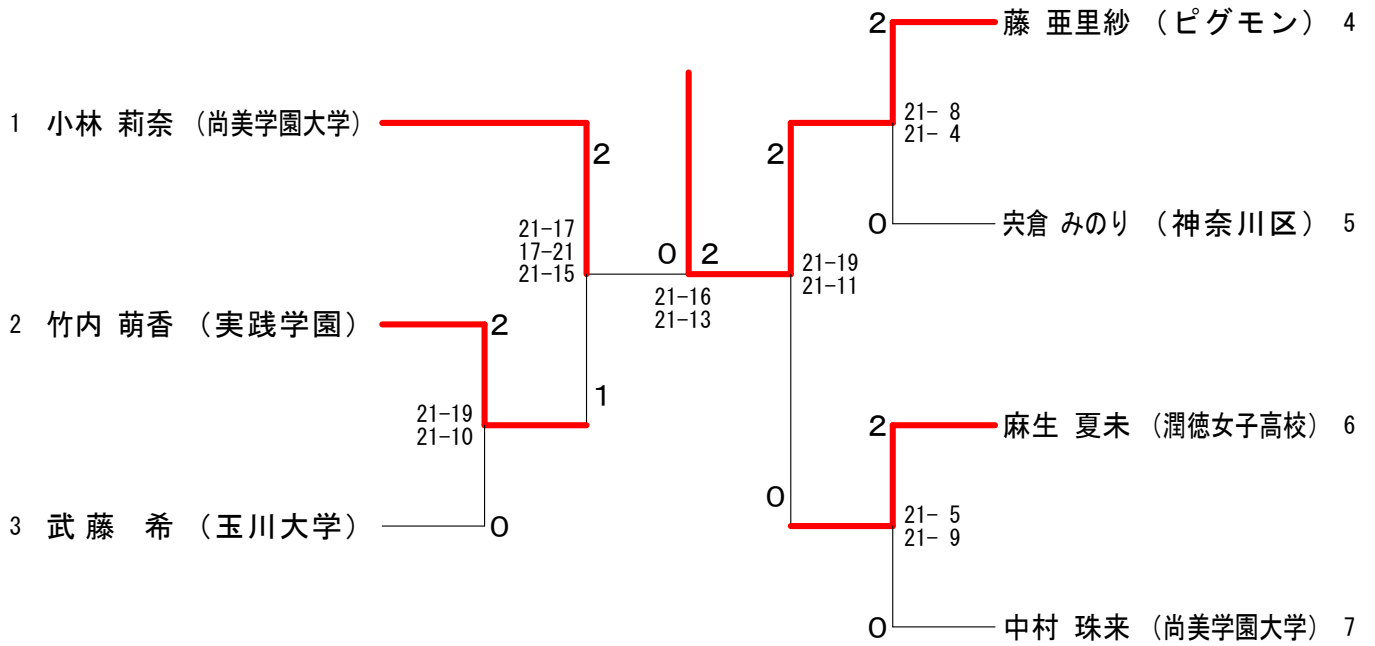 1 小林 莉奈 (尚美学園大学)
2
21-17
17-21
21-15
2 竹内 萌香 (実践学園)
2
1
21-19
21-10
3 武藤 希 (玉川大学)
0
0 2
21-16
21-13
2 藤 亜里紗 (ピグモン) 4
21- 8
21- 4
2
0 宍倉 みのり (神奈川区) 5
21-19
21-11
2 麻生 夏未 (潤徳女子高校) 6
0
21- 5
21- 9
0 中村 珠来 (尚美学園大学) 7